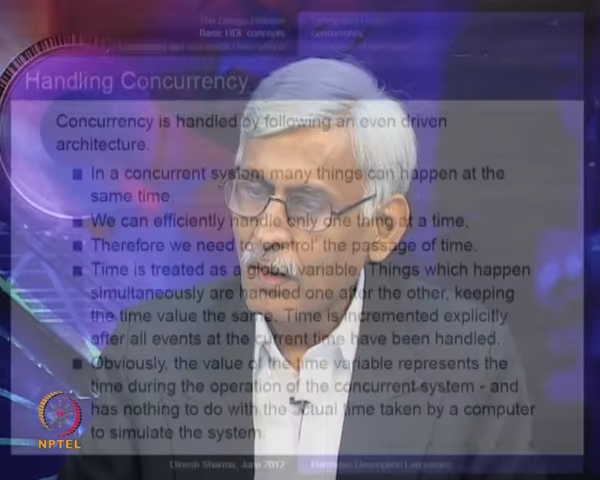 The Design Process
Basic HDL concepts
Timing and Delay
Concurrency
Handling Concurrency
Concurrency is handled by following an even driven
architecture.
In a concurrent system many things can happen at the
same time.
We can efficiently handle only one thing at a time,
Therefore we need to 'control' the passage of time.
Time is treated as a global variable. Things which happen
simultaneously are handled one after the other, keeping
the time value the same. Time is incremented explicitly
after all events at the current time have been handled.
Obviously, the value of the time variable represents the
time during the operation of the concurrent system - and
has nothing to do with the actual time taken by a computer
to simulate the system.
NPTEL
Dinesh Sharma, June 2012
Hardware Description Languages